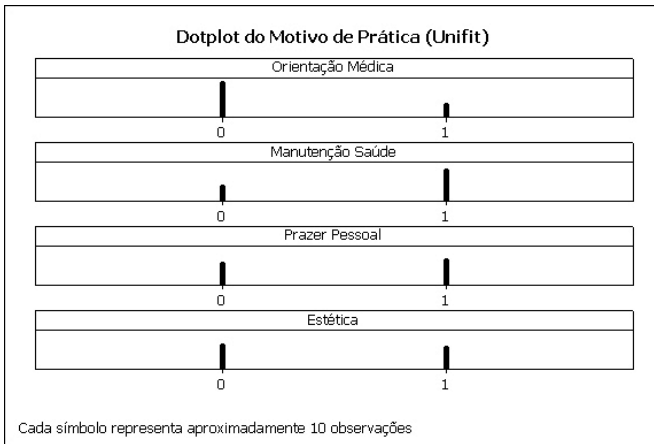 Dotplot do Motivo de Prática (Unifit)
Orientação Médica
0 1
Manutenção Saúde
0 1
Prazer Pessoal
0 1
Estética
0 1
Cada símbolo representa aproximadamente 10 observações